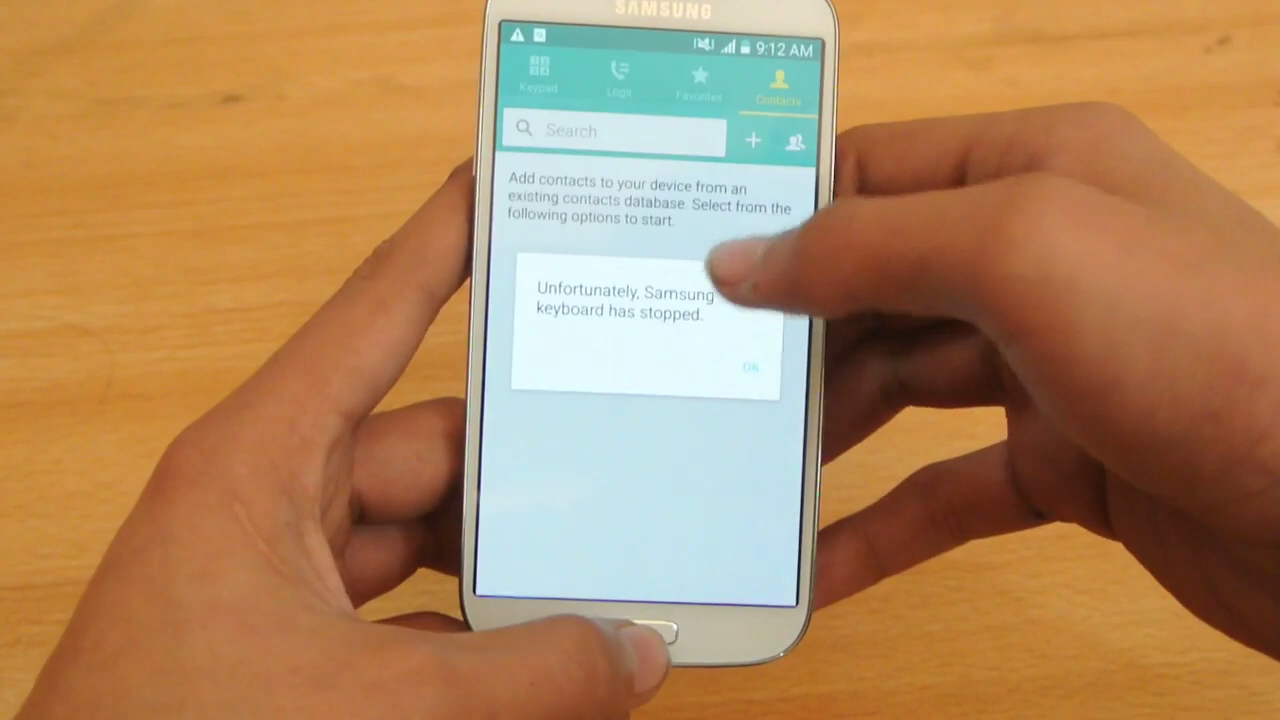 SAMSUNG
9:12 AM
Keypad
Logs
Favorites
Contacts
Search
Add contacts to your device from an
existing contacts database. Select from the
following options to start.
Unfortunately, Samsung
keyboard has stopped.
OK